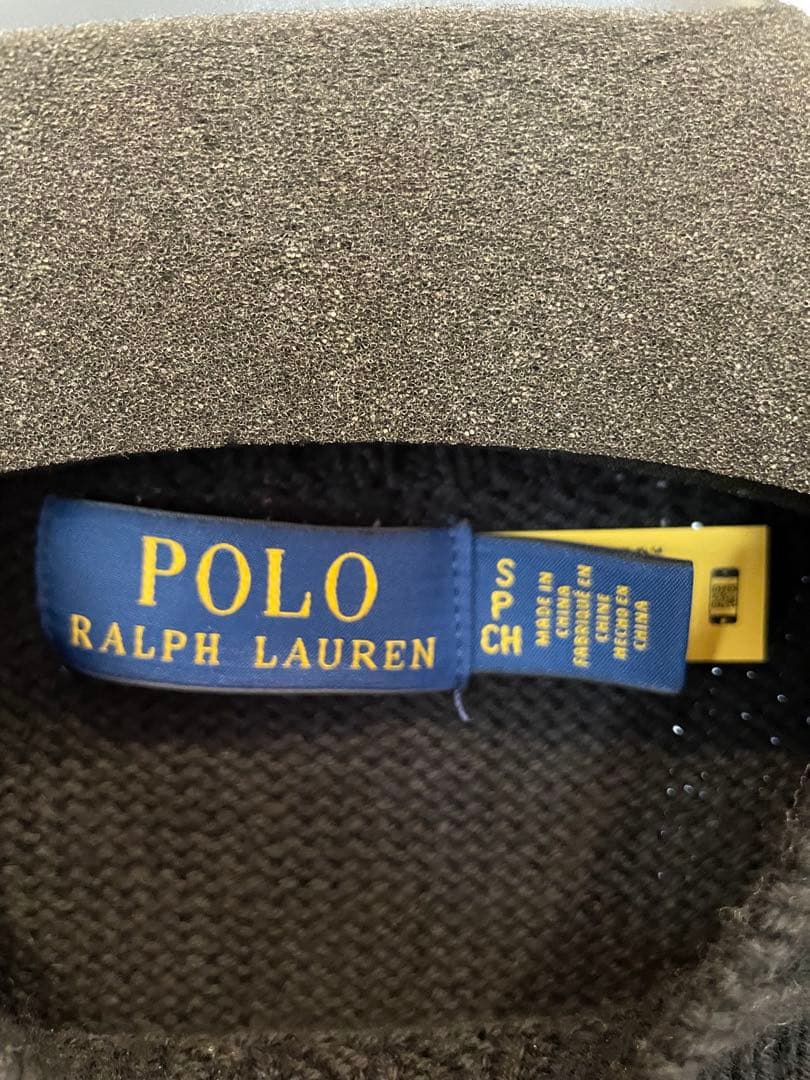 POLO
RALPH LAUREN
S
P
CH
MADE IN
CHINA
FABRIQUÉ EN
CHINE
HECHO EN
CHINA